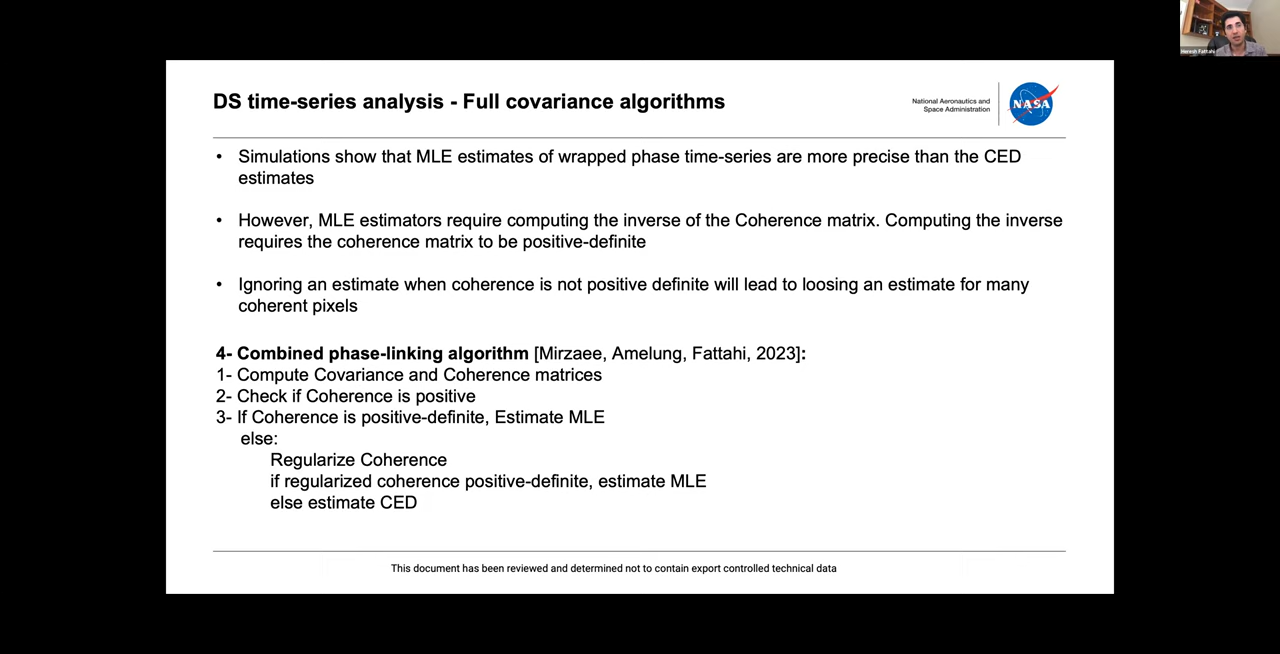 Heresh Fattahi
DS time-series analysis - Full covariance algorithms
National Aeronautics and
Space Administration
NASA
• Simulations show that MLE estimates of wrapped phase time-series are more precise than the CED
estimates
• However, MLE estimators require computing the inverse of the Coherence matrix. Computing the inverse
requires the coherence matrix to be positive-definite
• Ignoring an estimate when coherence is not positive definite will lead to loosing an estimate for many
coherent pixels
4- Combined phase-linking algorithm [Mirzaee, Amelung, Fattahi, 2023]:
1- Compute Covariance and Coherence matrices
2- Check if Coherence is positive
3- If Coherence is positive-definite, Estimate MLE
else:
Regularize Coherence
if regularized coherence positive-definite, estimate MLE
else estimate CED
This document has been reviewed and determined not to contain export controlled technical data